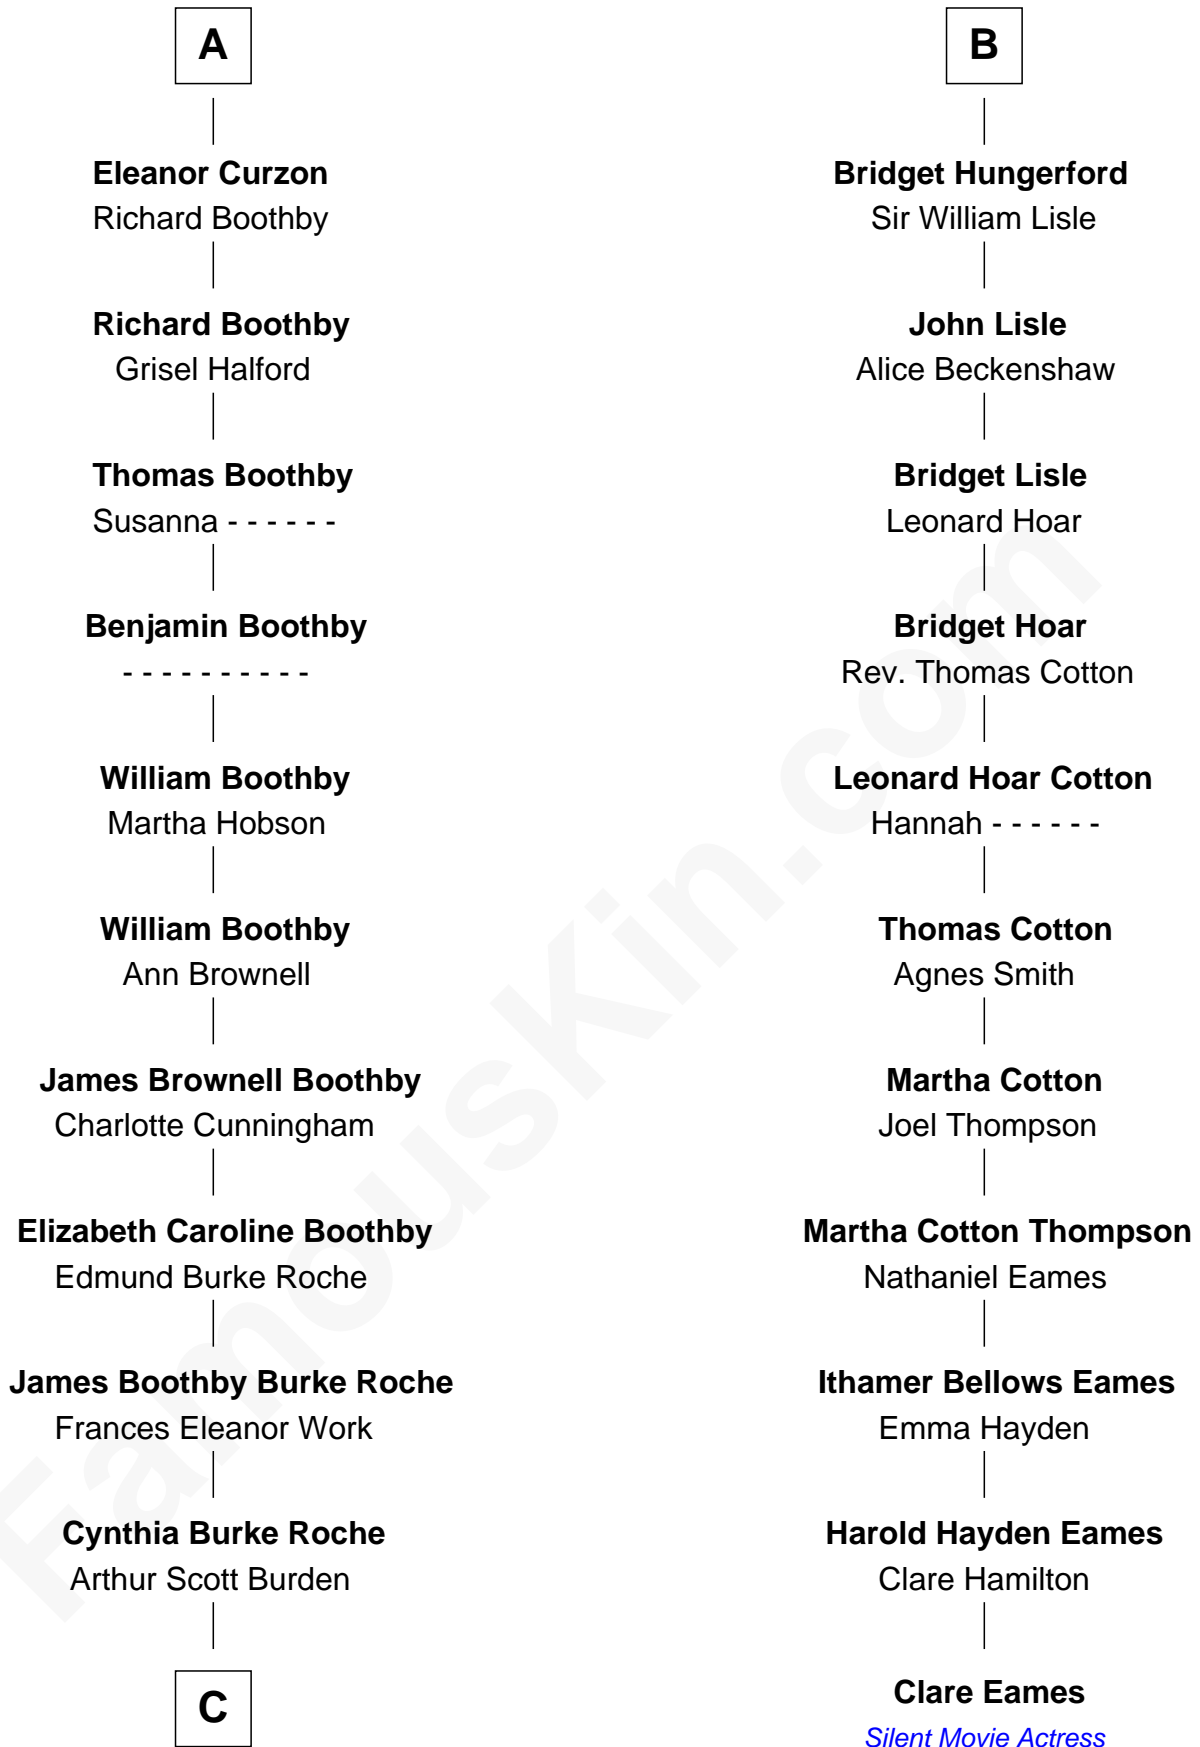 A
Eleanor Curzon
Richard Boothby
Richard Boothby
Grisel Halford
Thomas Boothby
Susanna - - - - - -
Benjamin Boothby
- - - - - - - - - -
William Boothby
Martha Hobson
William Boothby
Ann Brownell
James Brownell Boothby
Charlotte Cunningham
Elizabeth Caroline Boothby
Edmund Burke Roche
James Boothby Burke Roche
Frances Eleanor Work
Cynthia Burke Roche
Arthur Scott Burden
C
B
Bridget Hungerford
Sir William Lisle
John Lisle
Alice Beckenshaw
Bridget Lisle
Leonard Hoar
Bridget Hoar
Rev. Thomas Cotton
Leonard Hoar Cotton
Hannah - - - - - -
Thomas Cotton
Agnes Smith
Martha Cotton
Joel Thompson
Martha Cotton Thompson
Nathaniel Eames
Ithamer Bellows Eames
Emma Hayden
Harold Hayden Eames
Clare Hamilton
Clare Eames
Silent Movie Actress
FamousKin.com